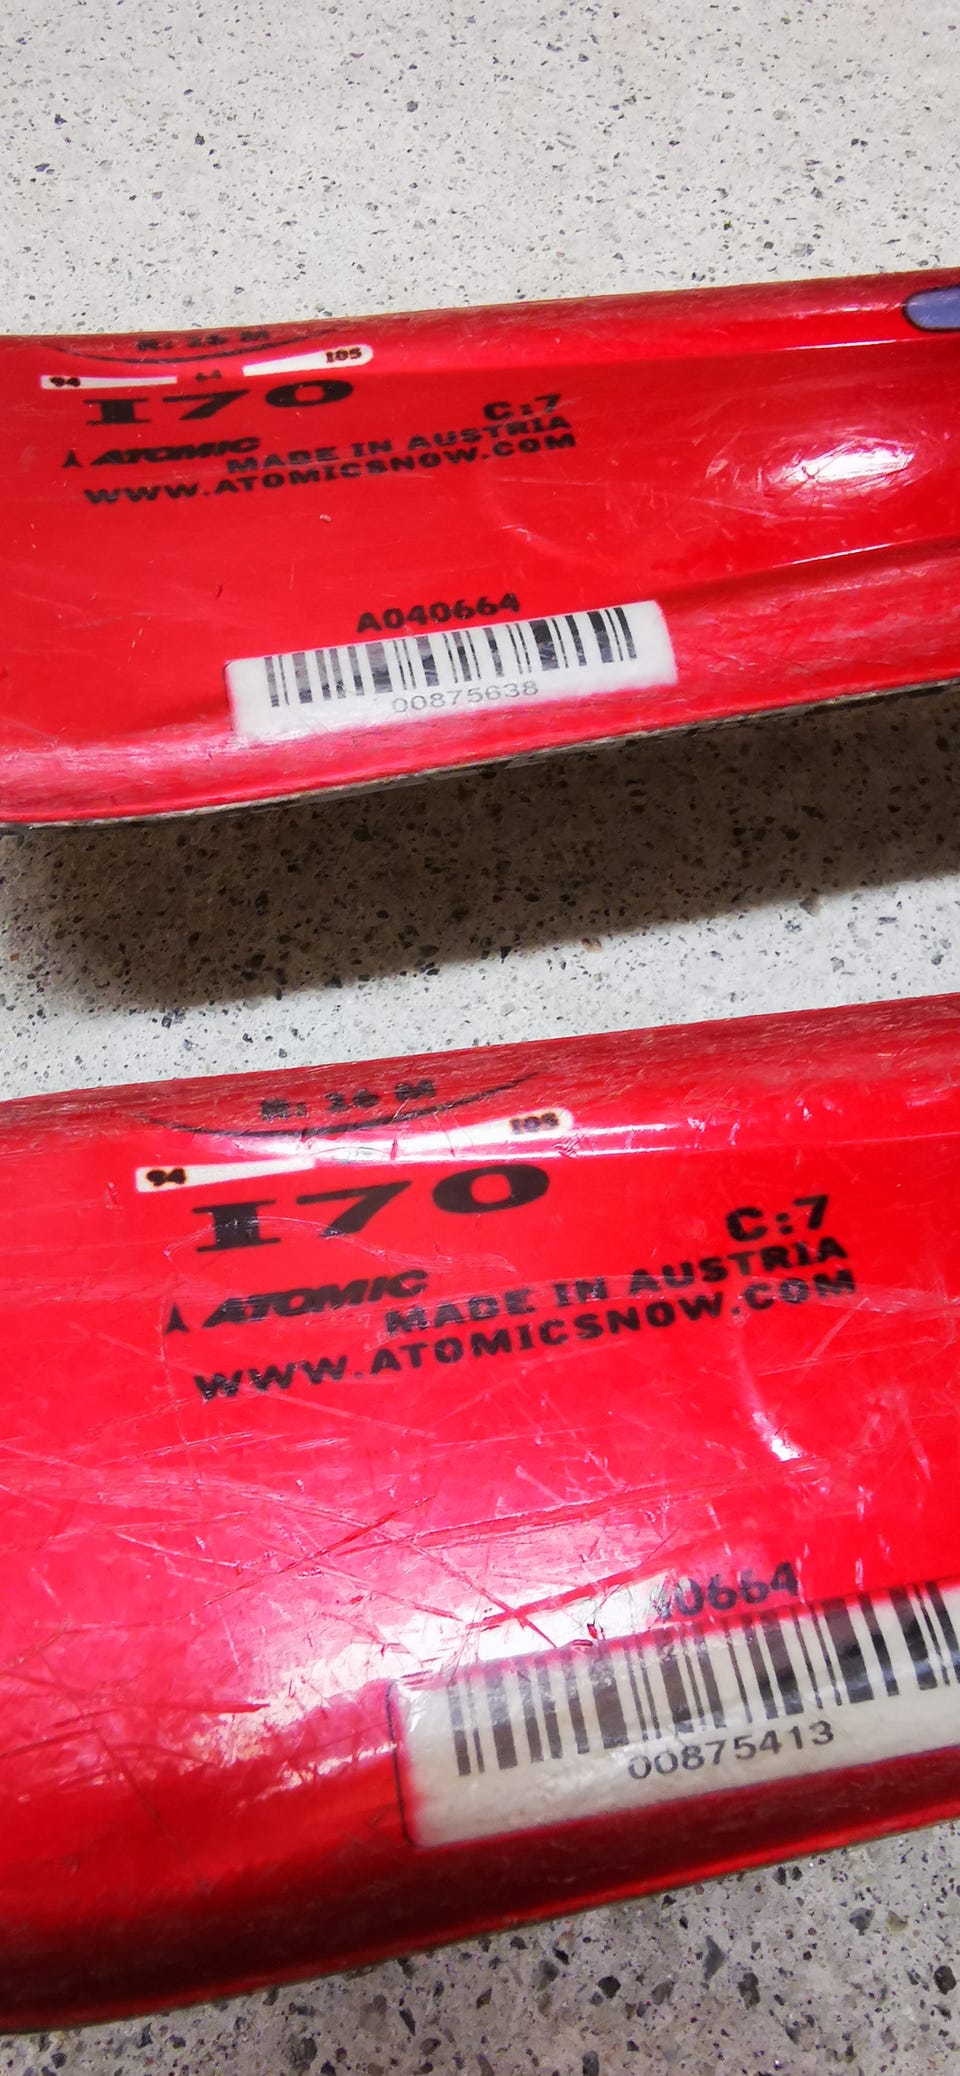 R: 16 M
94 64 105
170
ATOMIC
C:7
MADE IN AUSTRIA
WWW.ATOMICSNOW.COM
A040664
00875638
R: 16 M
94 105
170
ATOMIC
C:7
MADE IN AUSTRIA
WWW.ATOMICSNOW.COM
40664
00875413